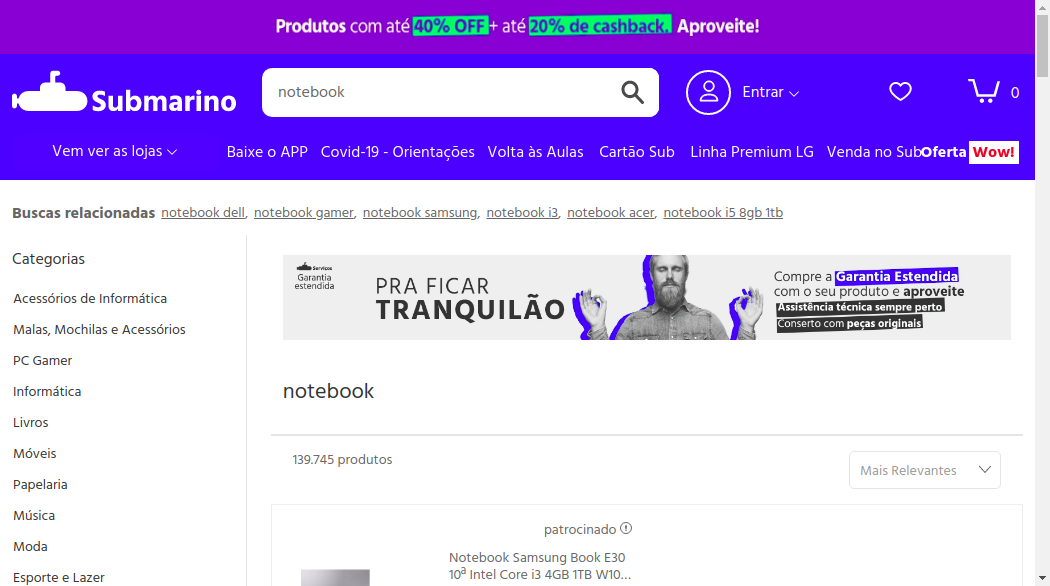 Produtos com até 40% OFF + até 20% de cashback. Aproveite!
Submarino
notebook
Entrar
0
Vem ver as lojas
Baixe o APP
Covid-19 - Orientações
Volta às Aulas
Cartão Sub
Linha Premium LG
Venda no Sub
Oferta Wow!
Buscas relacionadas notebook dell, notebook gamer, notebook samsung, notebook i3, notebook acer, notebook i5 8gb 1tb
Categorias
Acessórios de Informática
Malas, Mochilas e Acessórios
PC Gamer
Informática
Livros
Móveis
Papelaria
Música
Moda
Esporte e Lazer
Serviços
Garantia
estendida
PRA FICAR
TRANQUILÃO
Compre a Garantia Estendida
com o seu produto e aproveite
Assistência técnica sempre perto
Conserto com peças originais
notebook
139.745 produtos
Mais Relevantes
patrocinado
Notebook Samsung Book E30
10ª Intel Core i3 4GB 1TB W10...